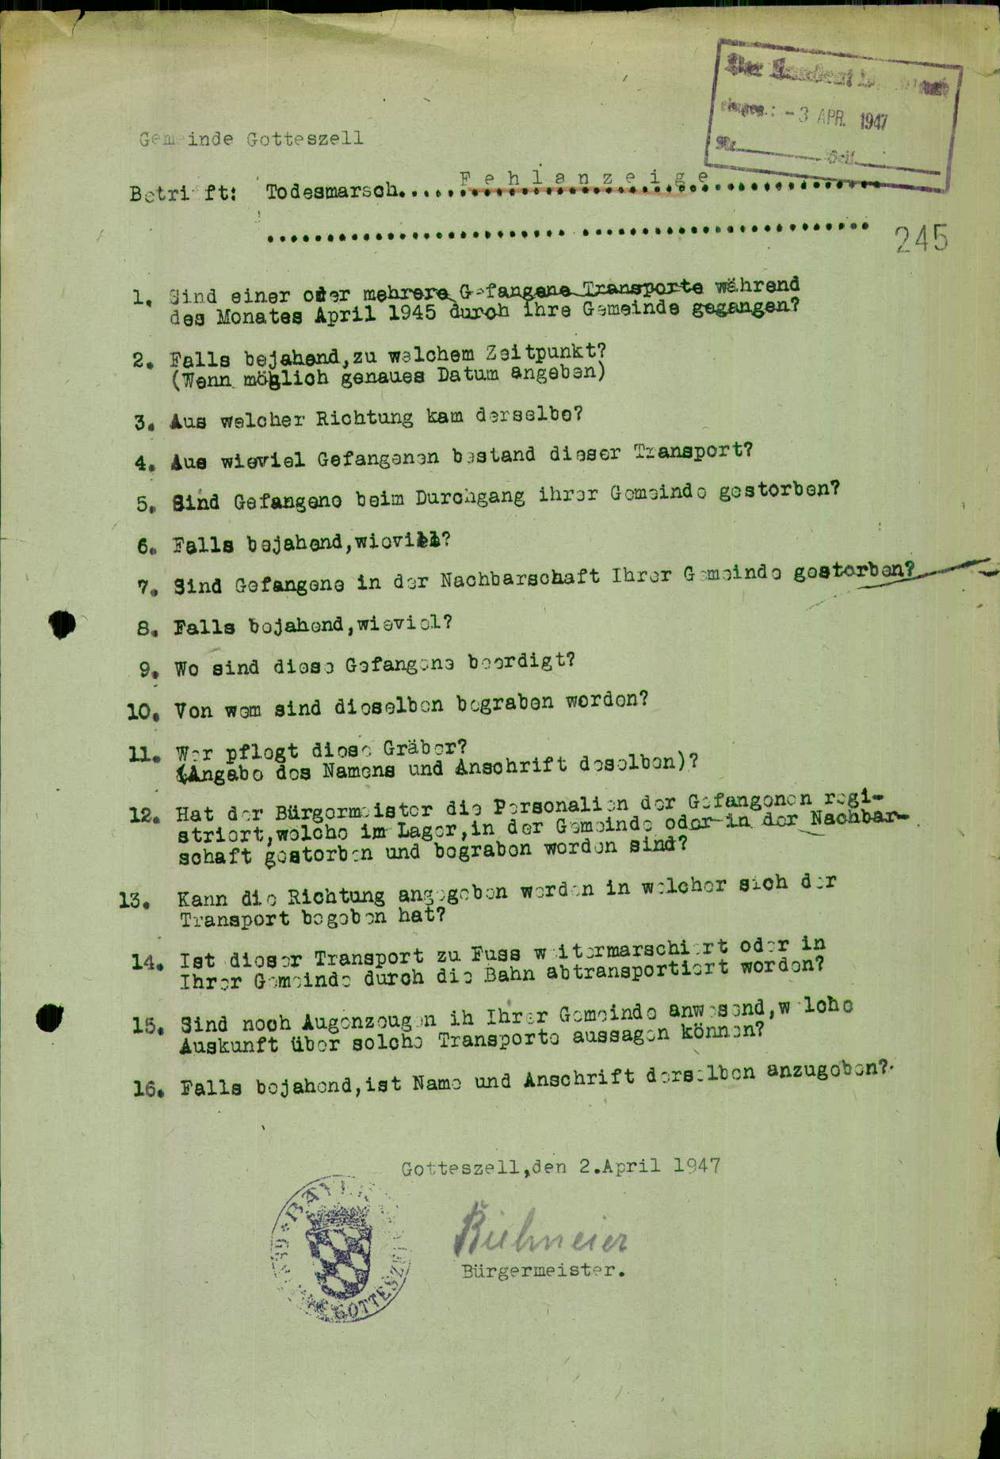 Der
- 3 APR. 1947
Nr.
Gemeinde Gotteszell
Betrifft: Todesmarsch......Fehlanzeige..................
..................................................
245
1. Sind einer oder mehrere Gefangene Transporte während
des Monates April 1945 durch ihre Gemeinde gegangen?
2. Falls bejahend,zu welchem Zeitpunkt?
(Wenn möglich genaues Datum angeben)
3. Aus welcher Richtung kam derselbe?
4. Aus wieviel Gefangenen bestand dieser Transport?
5. Sind Gefangene beim Durchgang ihrer Gemeinde gestorben?
6. Falls bejahend,wieviel?
7. Sind Gefangene in der Nachbarschaft Ihrer Gemeinde gestorben?
8. Falls bejahend,wieviel?
9. Wo sind diese Gefangene beerdigt?
10. Von wem sind dieselben begraben worden?
11. Wer pflegt diese Gräber?
(Angabe des Namens und Anschrift desselben)?
12. Hat der Bürgermeister die Personalien der Gefangenen regi-
striert,welche im Lager,in der Gemeinde oder in der Nachbar-
schaft gestorben und begraben worden sind?
13. Kann die Richtung angegeben werden in welcher sich der
Transport begeben hat?
14. Ist dieser Transport zu Fuss weitermarschiert oder in
Ihrer Gemeinde durch die Bahn abtransportiert worden?
15. Sind noch Augenzeugen ih Ihrer Gemeinde anwesend,welche
Auskunft über solche Transporte aussagen können?
16. Falls bejahend,ist Name und Anschrift derselben anzugeben?
Gotteszell,den 2.April 1947
Bürgermeister.
GOTTESZELL